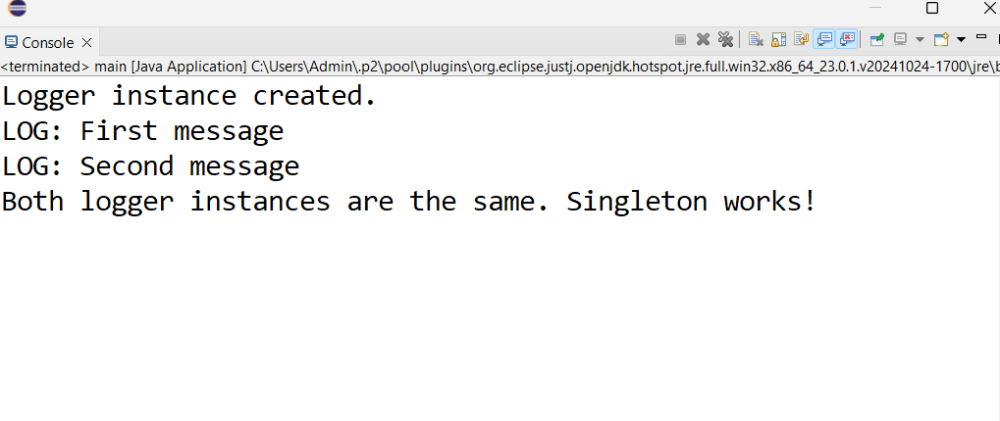 Console
<terminated> main [Java Application] C:\Users\Admin\.p2\pool\plugins\org.eclipse.justj.openjdk.hotspot.jre.full.win32.x86_64_23.0.1.v20241024-1700\jre\b
Logger instance created.
LOG: First message
LOG: Second message
Both logger instances are the same. Singleton works!